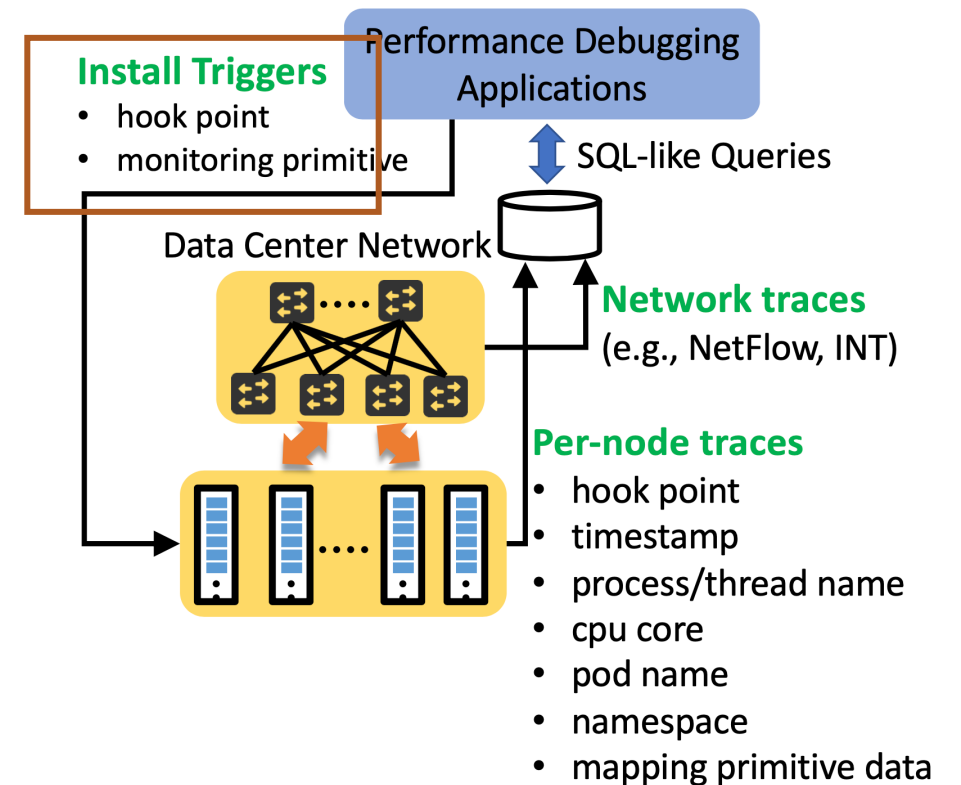 Performance Debugging
Applications
Install Triggers
• hook point
• monitoring primitive
SQL-like Queries
Data Center Network
Network traces
(e.g., NetFlow, INT)
Per-node traces
• hook point
• timestamp
• process/thread name
• cpu core
• pod name
• namespace
• mapping primitive data